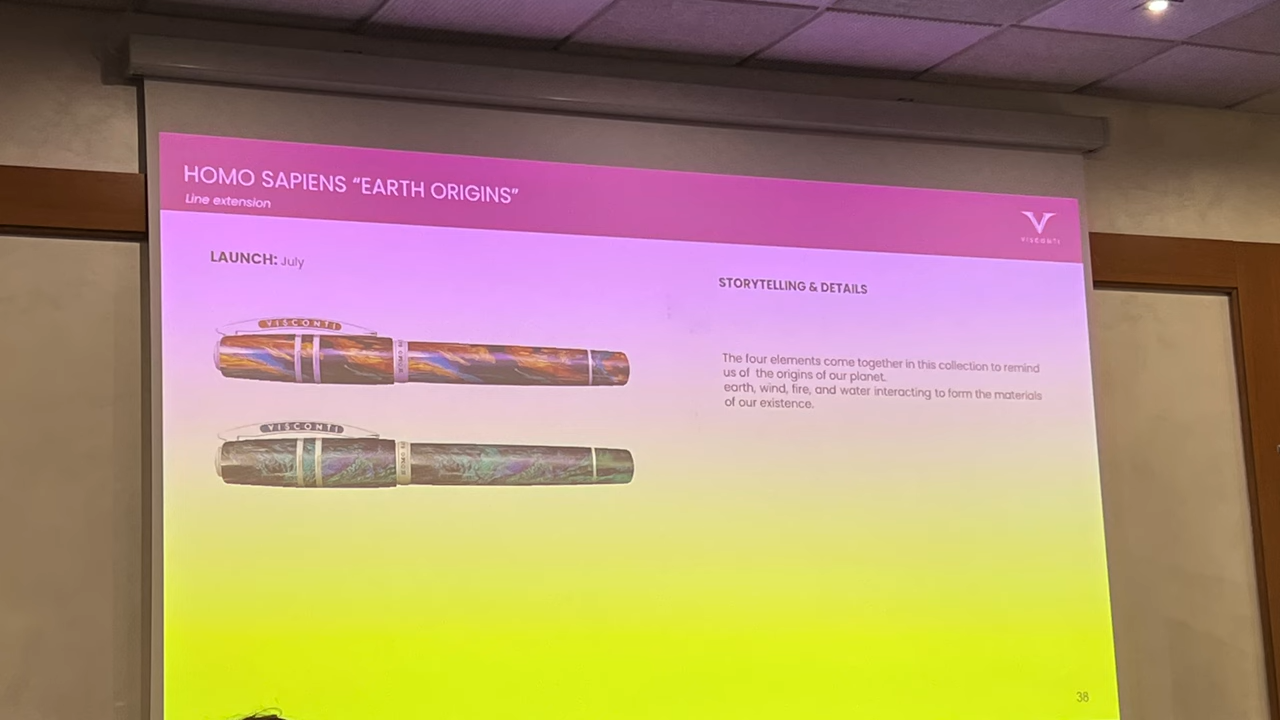 HOMO SAPIENS “EARTH ORIGINS”
Line extension
VISCONTI
LAUNCH: July
STORYTELLING & DETAILS
VISCONTI
The four elements come together in this collection to remind
us of the origins of our planet.
earth, wind, fire, and water interacting to form the materials
of our existence.
VISCONTI
38